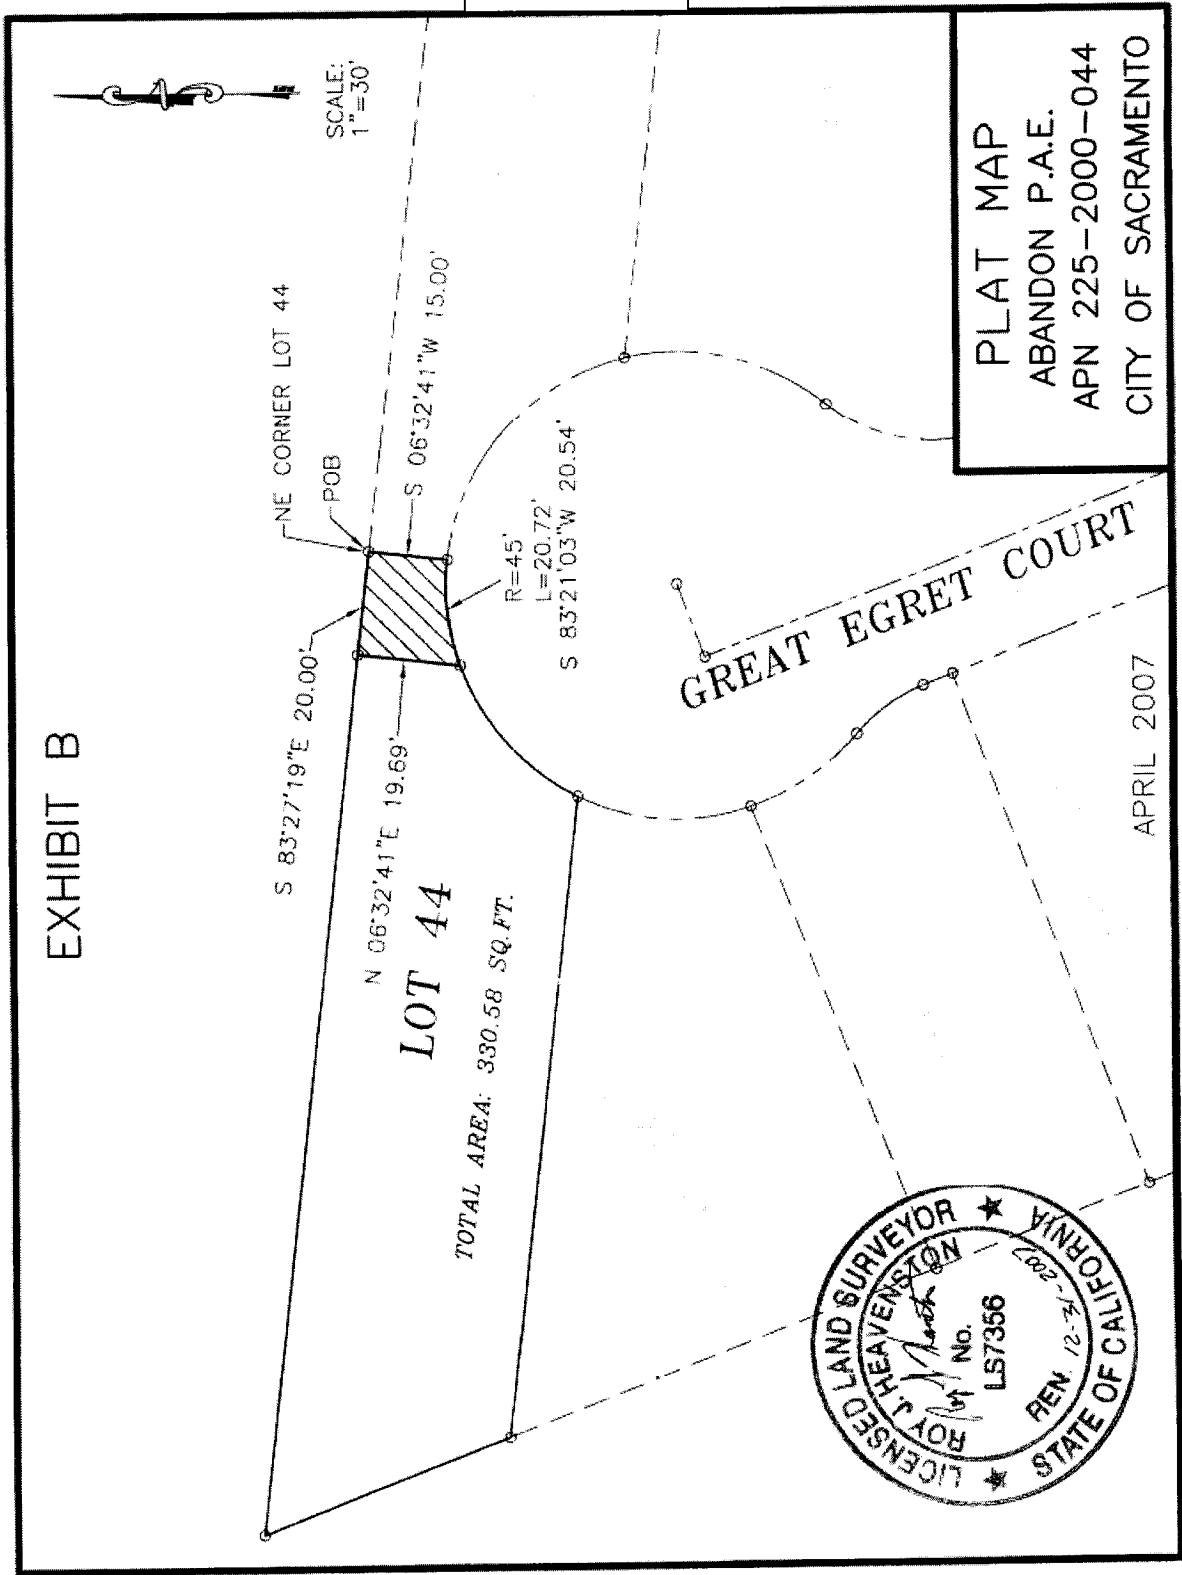 EXHIBIT B
SCALE:
1"=30'
NE CORNER LOT 44
POB
S 83°27'19"E 20.00'
S 06°32'41"W 15.00'
N 06°32'41"E 19.69'
R=45'
L=20.72'
S 83°21'03"W 20.54'
LOT 44
TOTAL AREA: 330.58 SQ.FT.
GREAT EGRET COURT
LICENSED LAND SURVEYOR
ROY J. HEAVENSTON
No.
LS7356
REN. 12-31-2007
STATE OF CALIFORNIA
APRIL 2007
PLAT MAP
ABANDON P.A.E.
APN 225-2000-044
CITY OF SACRAMENTO